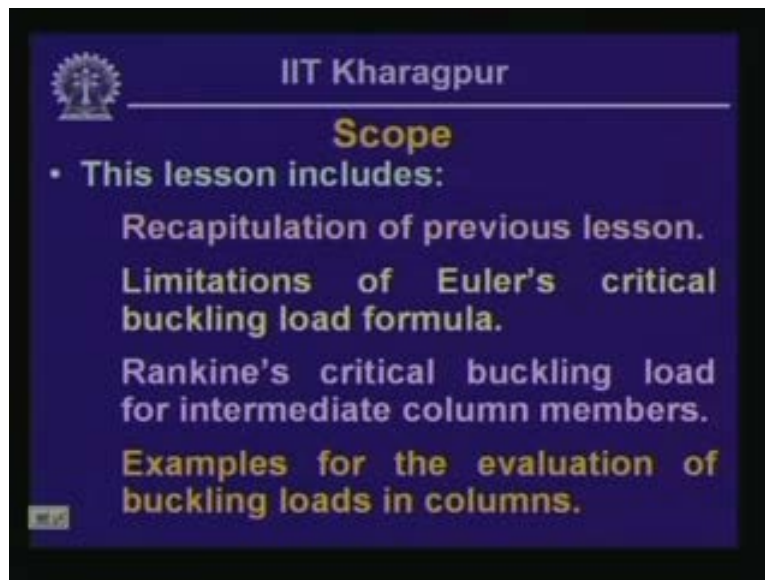 IIT Kharagpur
Scope
• This lesson includes:
Recapitulation of previous lesson.
Limitations of Euler's critical
buckling load formula.
Rankine's critical buckling load
for intermediate column members.
Examples for the evaluation of
buckling loads in columns.